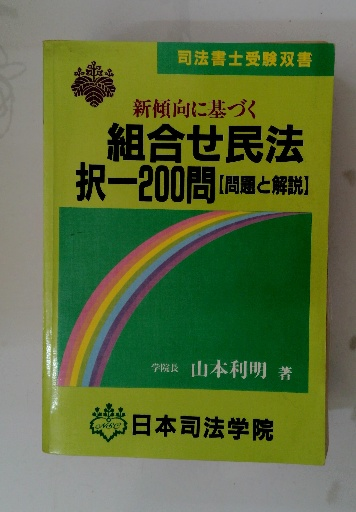 司法書士受験双書
新傾向に基づく
組合せ民法
択一200問【問題と解説】
学院長 山本利明 著
日本司法学院